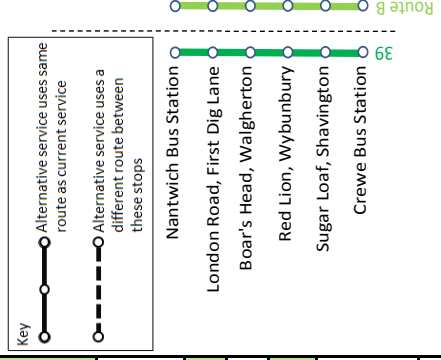 Key
Alternative service uses same
route as current service
Alternative service uses a
different route between
these stops
Route B
39
Nantwich Bus Station
London Road, First Dig Lane
Boar's Head, Walgherton
Red Lion, Wybunbury
Sugar Loaf, Shavington
Crewe Bus Station